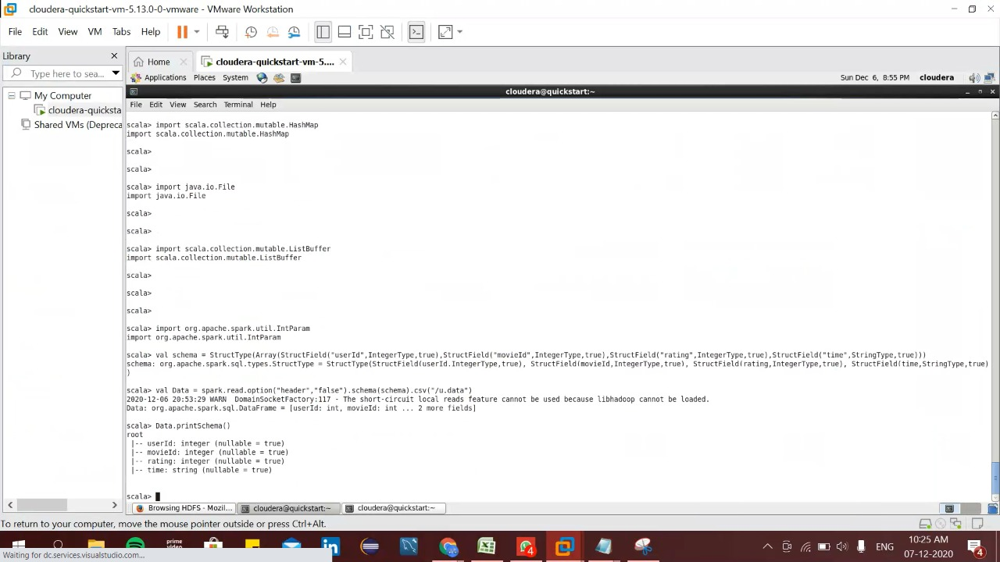 cloudera-quickstart-vm-5.13.0-0-vmware - VMware Workstation
File Edit View VM Tabs Help
Library
Home
cloudera-quickstart-vm-5....
Type here to sea...
Applications Places System
Sun Dec 6, 8:55 PM cloudera
My Computer
cloudera@quickstart:~
cloudera-quicksta
File Edit View Search Terminal Help
Shared VMs (Depreca
scala> import scala.collection.mutable.HashMap
import scala.collection.mutable.HashMap
scala>
scala>
scala> import java.io.File
import java.io.File
scala>
scala>
scala> import scala.collection.mutable.ListBuffer
import scala.collection.mutable.ListBuffer
scala>
scala>
scala>
scala> import org.apache.spark.util.IntParam
import org.apache.spark.util.IntParam
scala> val schema = StructType(Array(StructField("userId",IntegerType,true),StructField("movieId",IntegerType,true),StructField("rating",IntegerType,true),StructField("time",StringType,true)))
schema: org.apache.spark.sql.types.StructType = StructType(StructField(userId,IntegerType,true), StructField(movieId,IntegerType,true), StructField(rating,IntegerType,true), StructField(time,StringType,true)
)
scala> val Data = spark.read.option("header","false").schema(schema).csv("/u.data")
2020-12-06 20:53:29 WARN DomainSocketFactory:117 - The short-circuit local reads feature cannot be used because libhadoop cannot be loaded.
Data: org.apache.spark.sql.DataFrame = [userId: int, movieId: int ... 2 more fields]
scala> Data.printSchema()
root
|-- userId: integer (nullable = true)
|-- movieId: integer (nullable = true)
|-- rating: integer (nullable = true)
|-- time: string (nullable = true)
scala>
Browsing HDFS - Mozil...
cloudera@quickstart:~
cloudera@quickstart:~
To return to your computer, move the mouse pointer outside or press Ctrl+Alt.
prime
video
4
ENG
10:25 AM
07-12-2020
4
Waiting for dc.services.visualstudio.com...